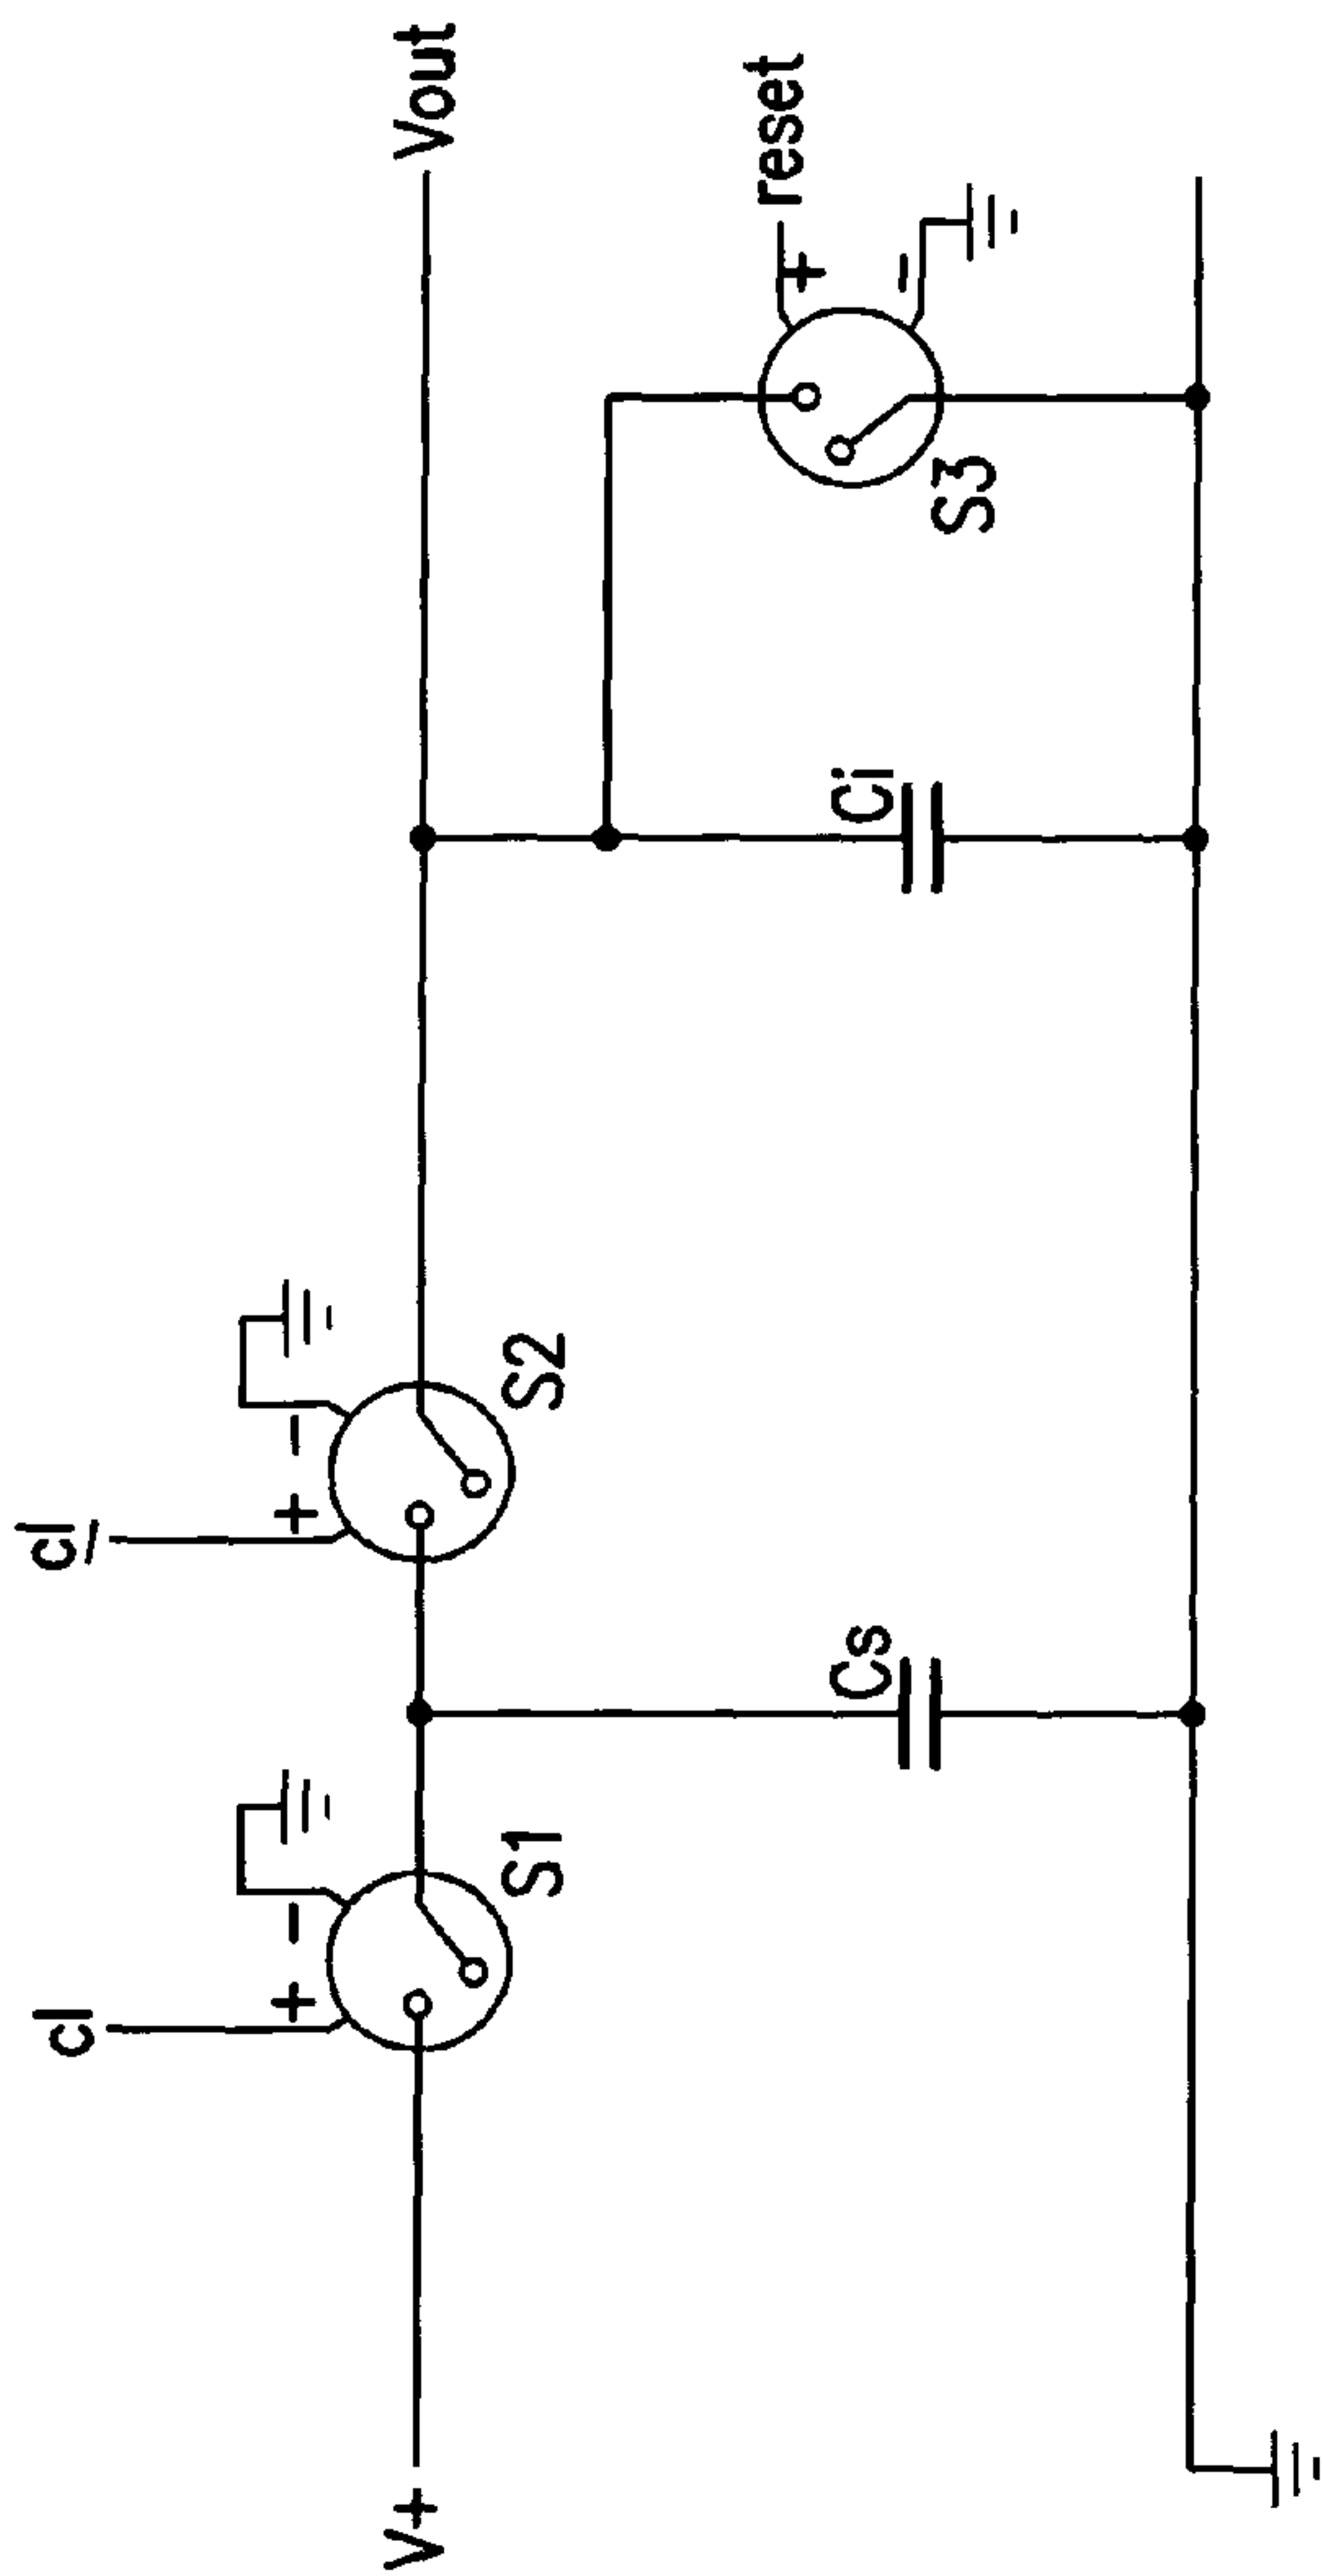 cl
cl/
V+
+ -
+ -
Vout
S1
S2
reset
+
-
Cs
Ci
S3